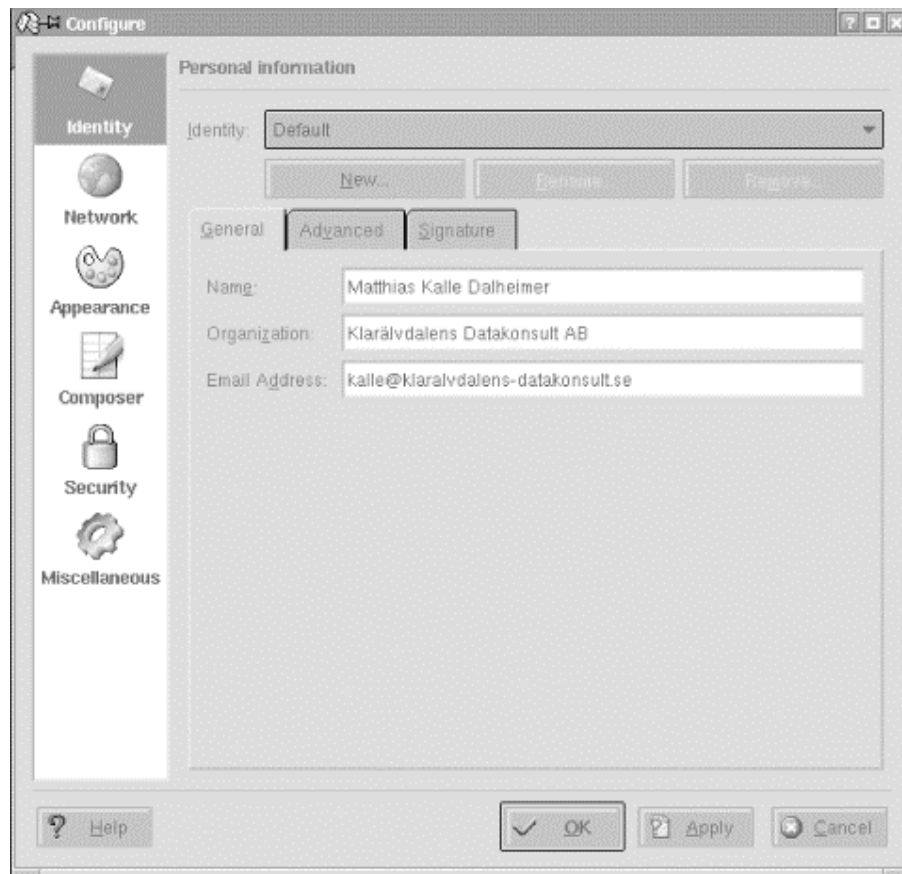 Configure
Identity
Network
Appearance
Composer
Security
Miscellaneous
Personal information
Identity: Default
New... Rename... Remove...
General Advanced Signature
Name: Matthias Kalle Dalheimer
Organization: Klarälvdalens Datakonsult AB
Email Address: kalle@klaralvdalens-datakonsult.se
Help OK Apply Cancel